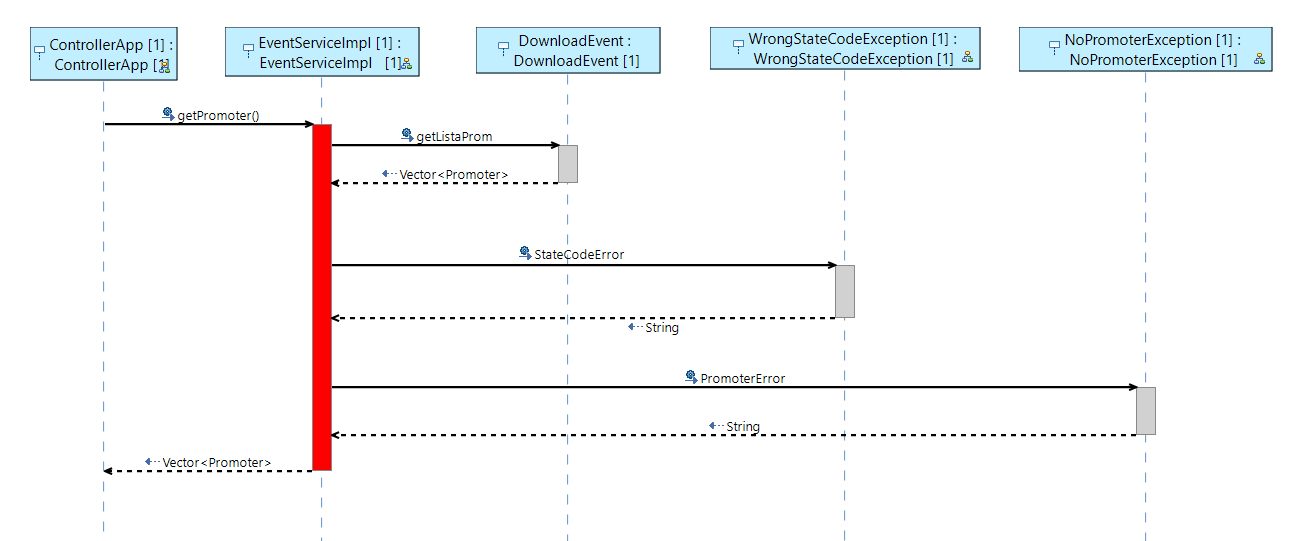 ControllerApp [1] :
ControllerApp [1]
EventServiceImpl [1] :
EventServiceImpl [1]
DownloadEvent :
DownloadEvent [1]
WrongStateCodeException [1] :
WrongStateCodeException [1]
NoPromoterException [1] :
NoPromoterException [1]
getPromoter()
getListaProm
Vector<Promoter>
StateCodeError
String
PromoterError
String
Vector<Promoter>